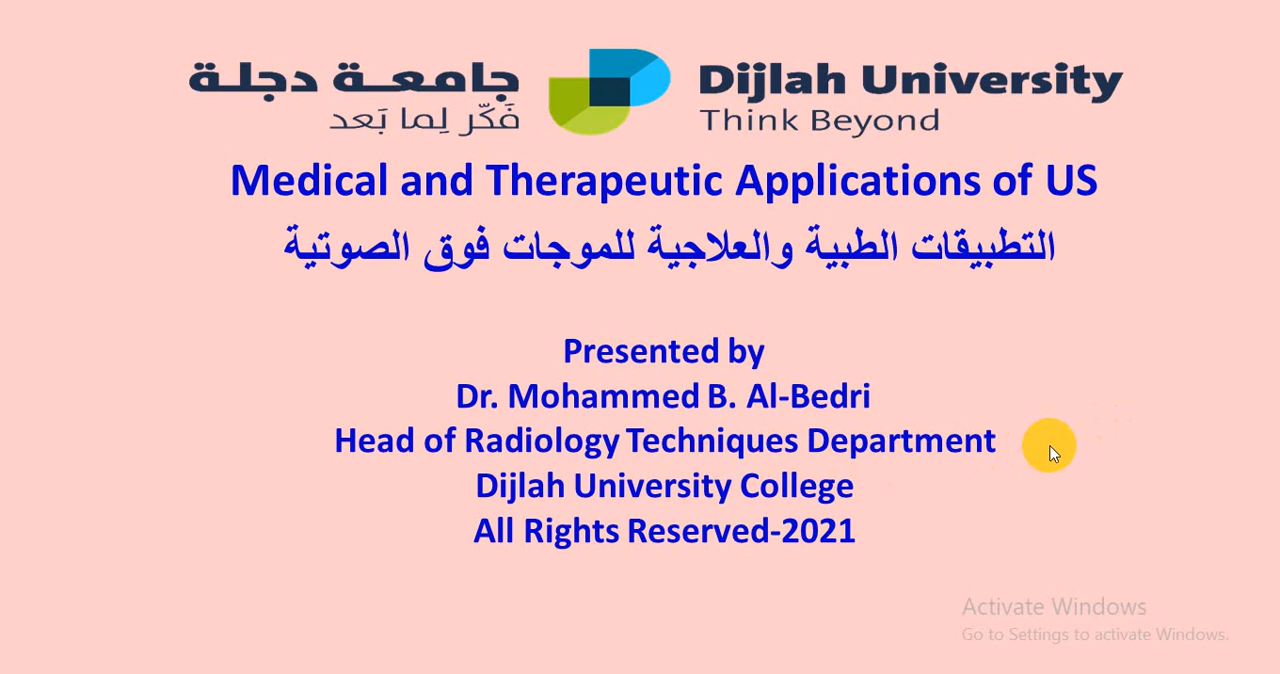 جامعة دجلة
فَكّر لِما بَعد
Dijlah University
Think Beyond
Medical and Therapeutic Applications of US
التطبيقات الطبية والعلاجية للموجات فوق الصوتية
Presented by
Dr. Mohammed B. Al-Bedri
Head of Radiology Techniques Department
Dijlah University College
All Rights Reserved-2021
Activate Windows
Go to Settings to activate Windows.